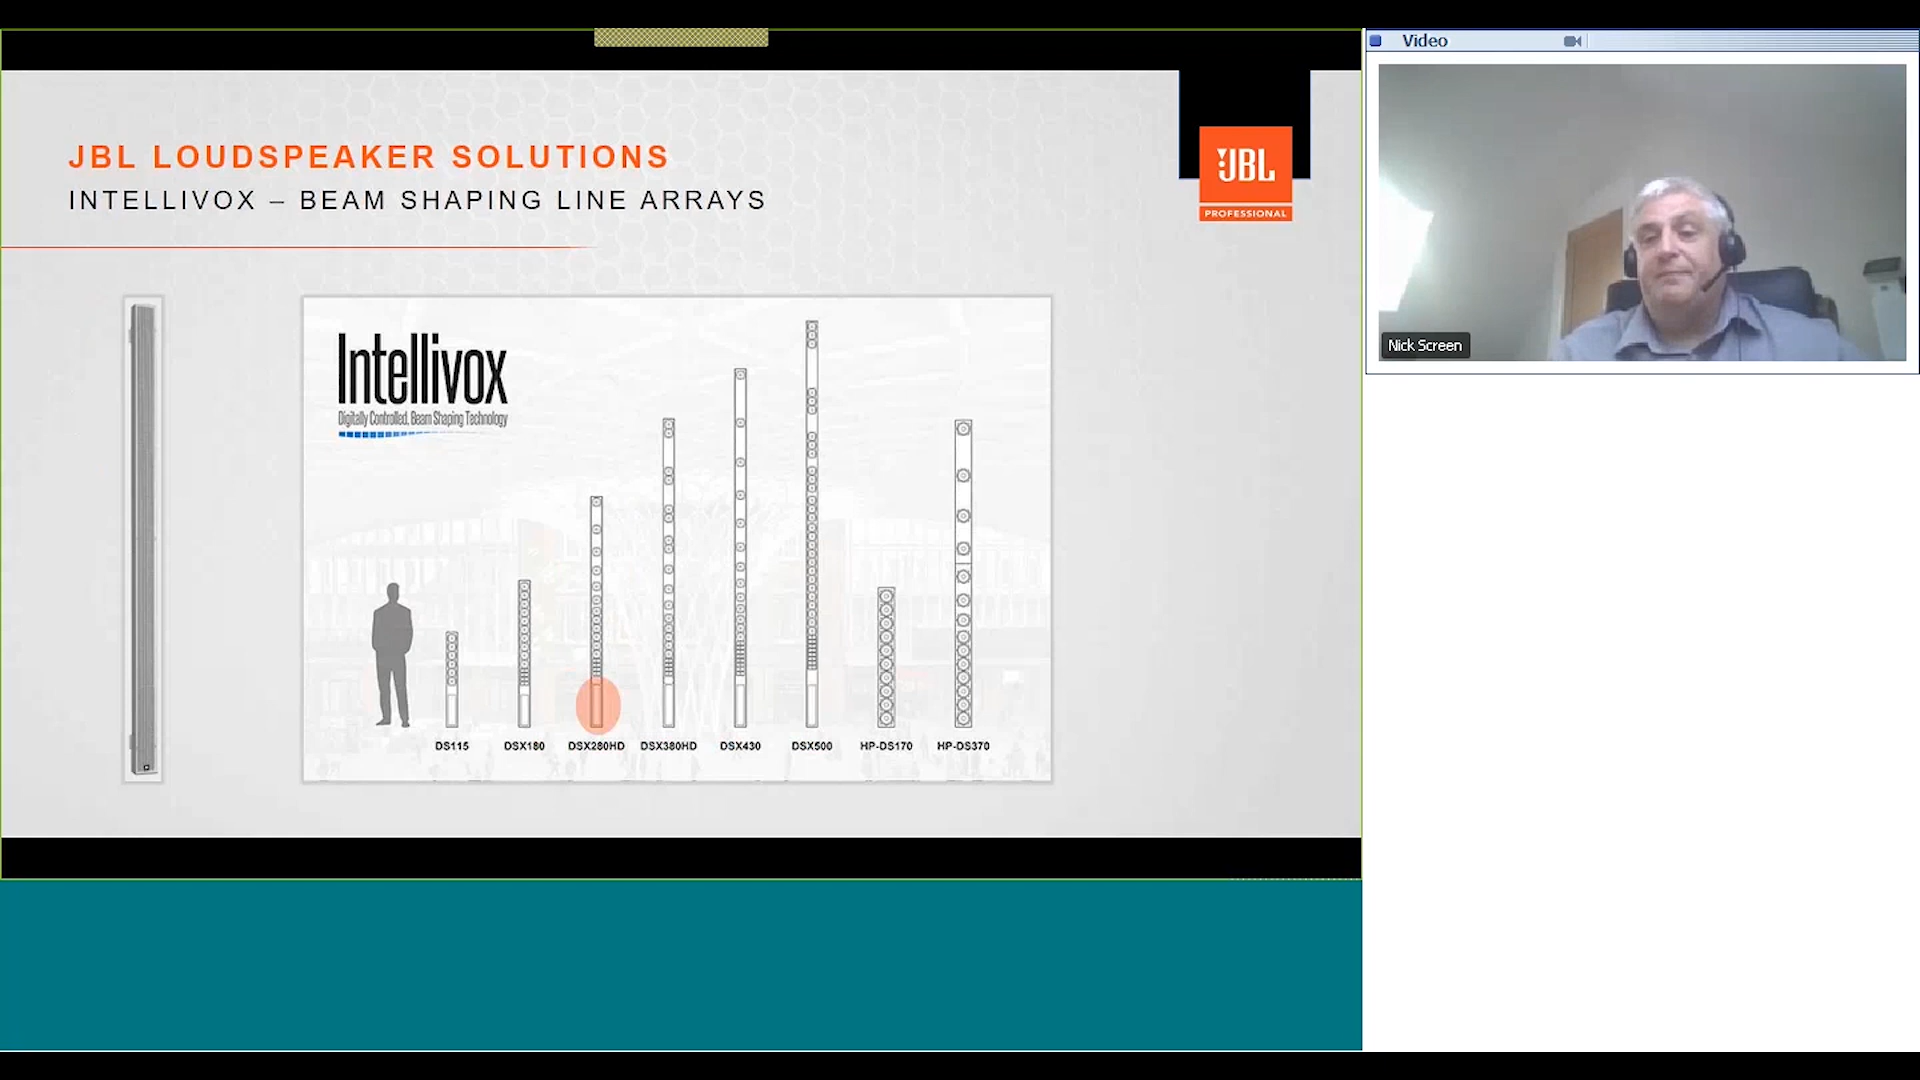 JBL LOUDSPEAKER SOLUTIONS
INTELLIVOX – BEAM SHAPING LINE ARRAYS
JBL
PROFESSIONAL
Intellivox
Digitally Controlled, Beam Shaping Technology
DS115
DSX180
DSX280HD
DSX380HD
DSX430
DSX500
HP-DS170
HP-DS370
Video
Nick Screen